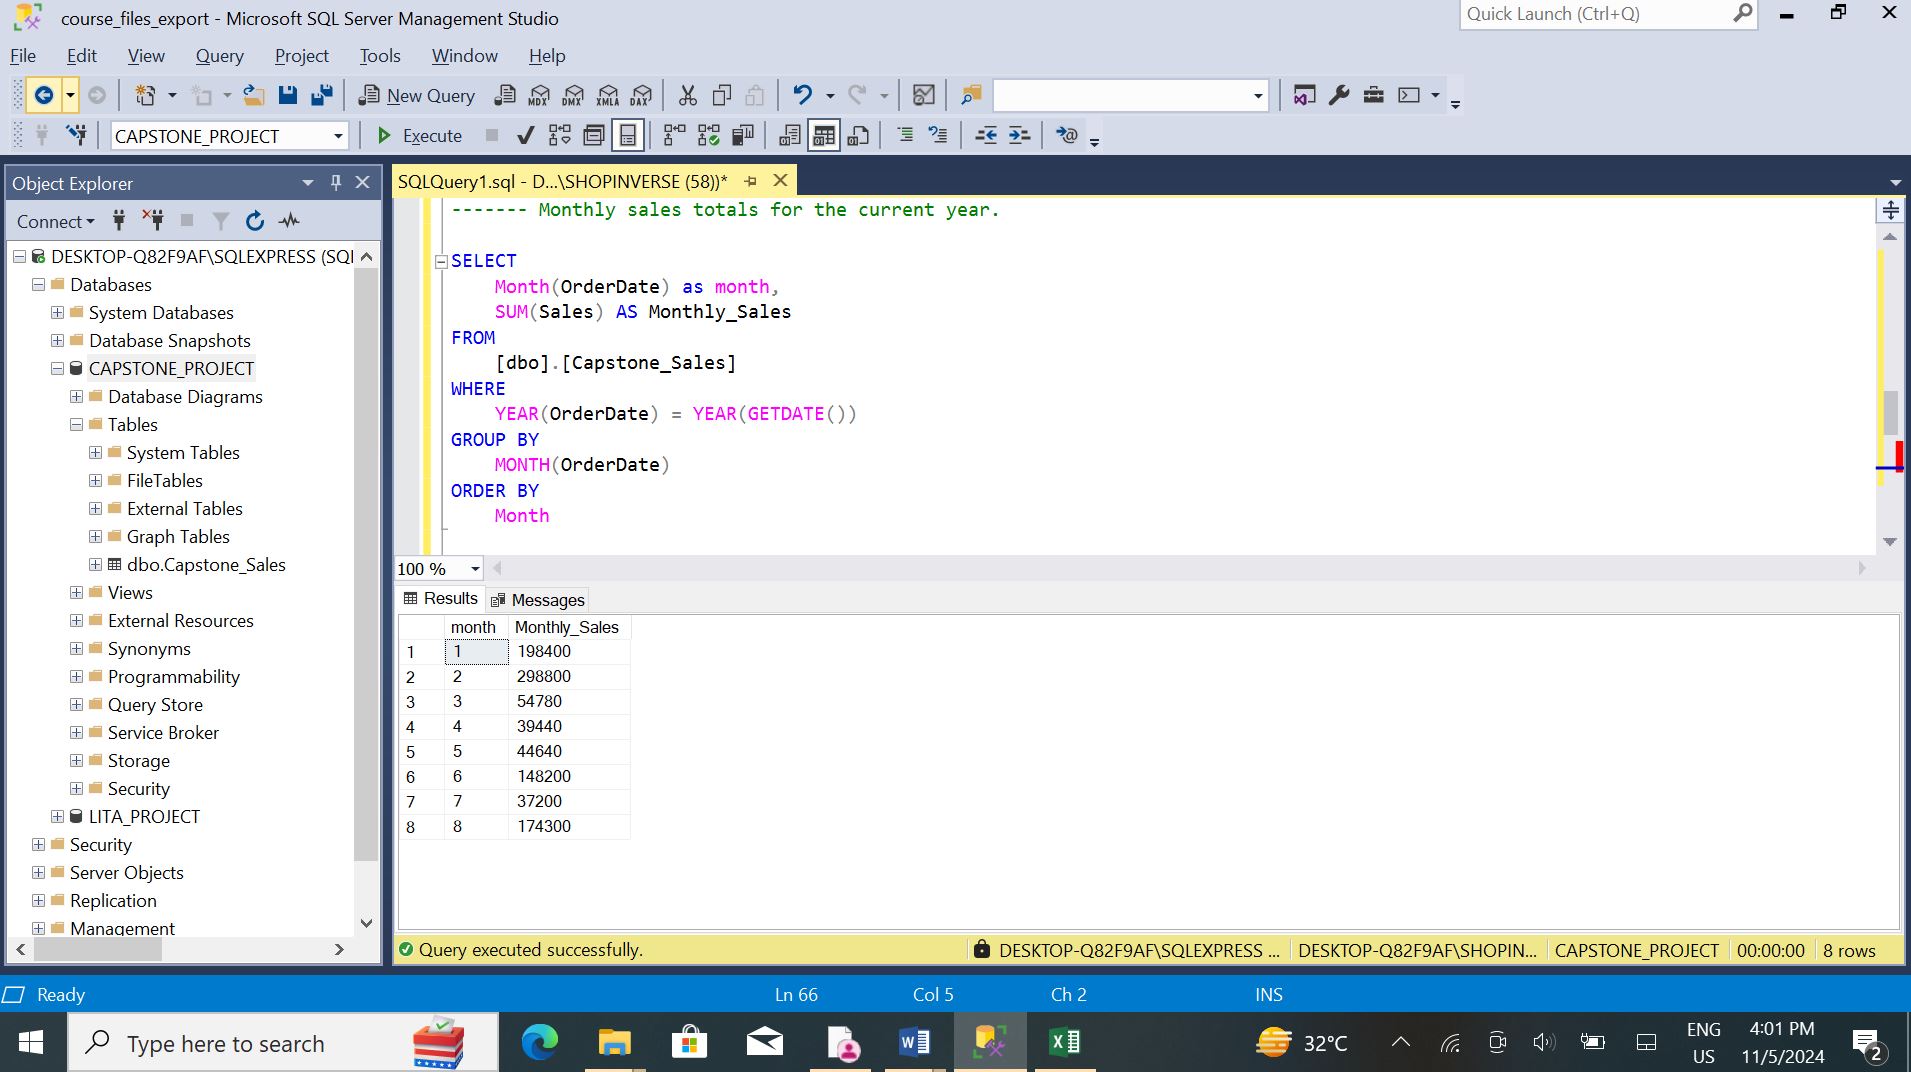 course_files_export - Microsoft SQL Server Management Studio
Quick Launch (Ctrl+Q)
File Edit View Query Project Tools Window Help
New Query MDX DMX XMLA DAX
CAPSTONE_PROJECT Execute
Object Explorer
Connect
DESKTOP-Q82F9AF\SQLEXPRESS (SQL
Databases
System Databases
Database Snapshots
CAPSTONE_PROJECT
Database Diagrams
Tables
System Tables
FileTables
External Tables
Graph Tables
dbo.Capstone_Sales
Views
External Resources
Synonyms
Programmability
Query Store
Service Broker
Storage
Security
LITA_PROJECT
Security
Server Objects
Replication
Management
SQLQuery1.sql - D...\SHOPINVERSE (58))*
------- Monthly sales totals for the current year.
SELECT
Month(OrderDate) as month,
SUM(Sales) AS Monthly_Sales
FROM
[dbo].[Capstone_Sales]
WHERE
YEAR(OrderDate) = YEAR(GETDATE())
GROUP BY
MONTH(OrderDate)
ORDER BY
Month
100 %
Results Messages
month Monthly_Sales
1 1 198400
2 2 298800
3 3 54780
4 4 39440
5 5 44640
6 6 148200
7 7 37200
8 8 174300
Query executed successfully. DESKTOP-Q82F9AF\SQLEXPRESS ... DESKTOP-Q82F9AF\SHOPIN... CAPSTONE_PROJECT 00:00:00 8 rows
Ready Ln 66 Col 5 Ch 2 INS
Type here to search 32°C ENG US 4:01 PM 11/5/2024 2